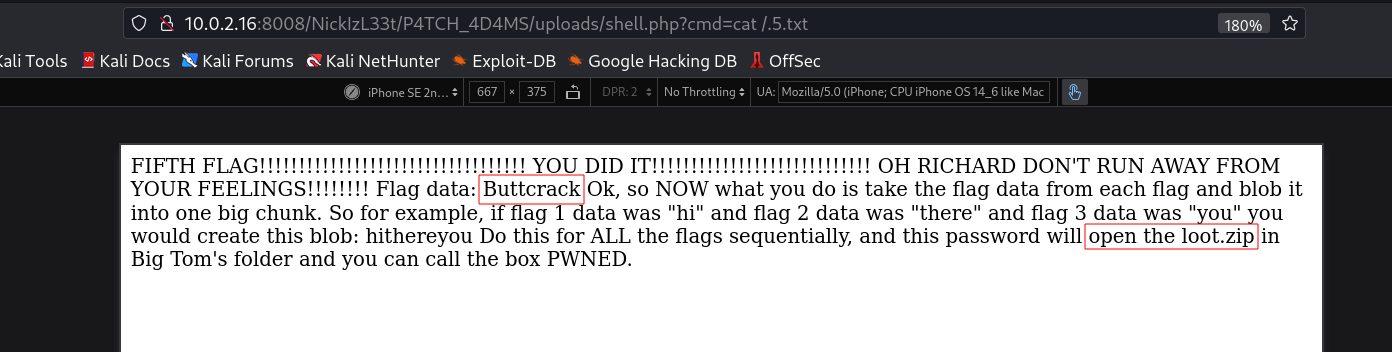 10.0.2.16:8008/NickIzL33t/P4TCH_4D4MS/uploads/shell.php?cmd=cat /.5.txt 180%
Kali Tools Kali Docs Kali Forums Kali NetHunter Exploit-DB Google Hacking DB OffSec
iPhone SE 2n... 667 × 375 DPR: 2 No Throttling UA: Mozilla/5.0 (iPhone; CPU iPhone OS 14_6 like Mac
FIFTH FLAG!!!!!!!!!!!!!!!!!!!!!!!!!!!!!!!!!! YOU DID IT!!!!!!!!!!!!!!!!!!!!!!!!!!!! OH RICHARD DON'T RUN AWAY FROM
YOUR FEELINGS!!!!!!!! Flag data: Buttcrack Ok, so NOW what you do is take the flag data from each flag and blob it
into one big chunk. So for example, if flag 1 data was "hi" and flag 2 data was "there" and flag 3 data was "you" you
would create this blob: hithereyou Do this for ALL the flags sequentially, and this password will open the loot.zip in
Big Tom's folder and you can call the box PWNED.